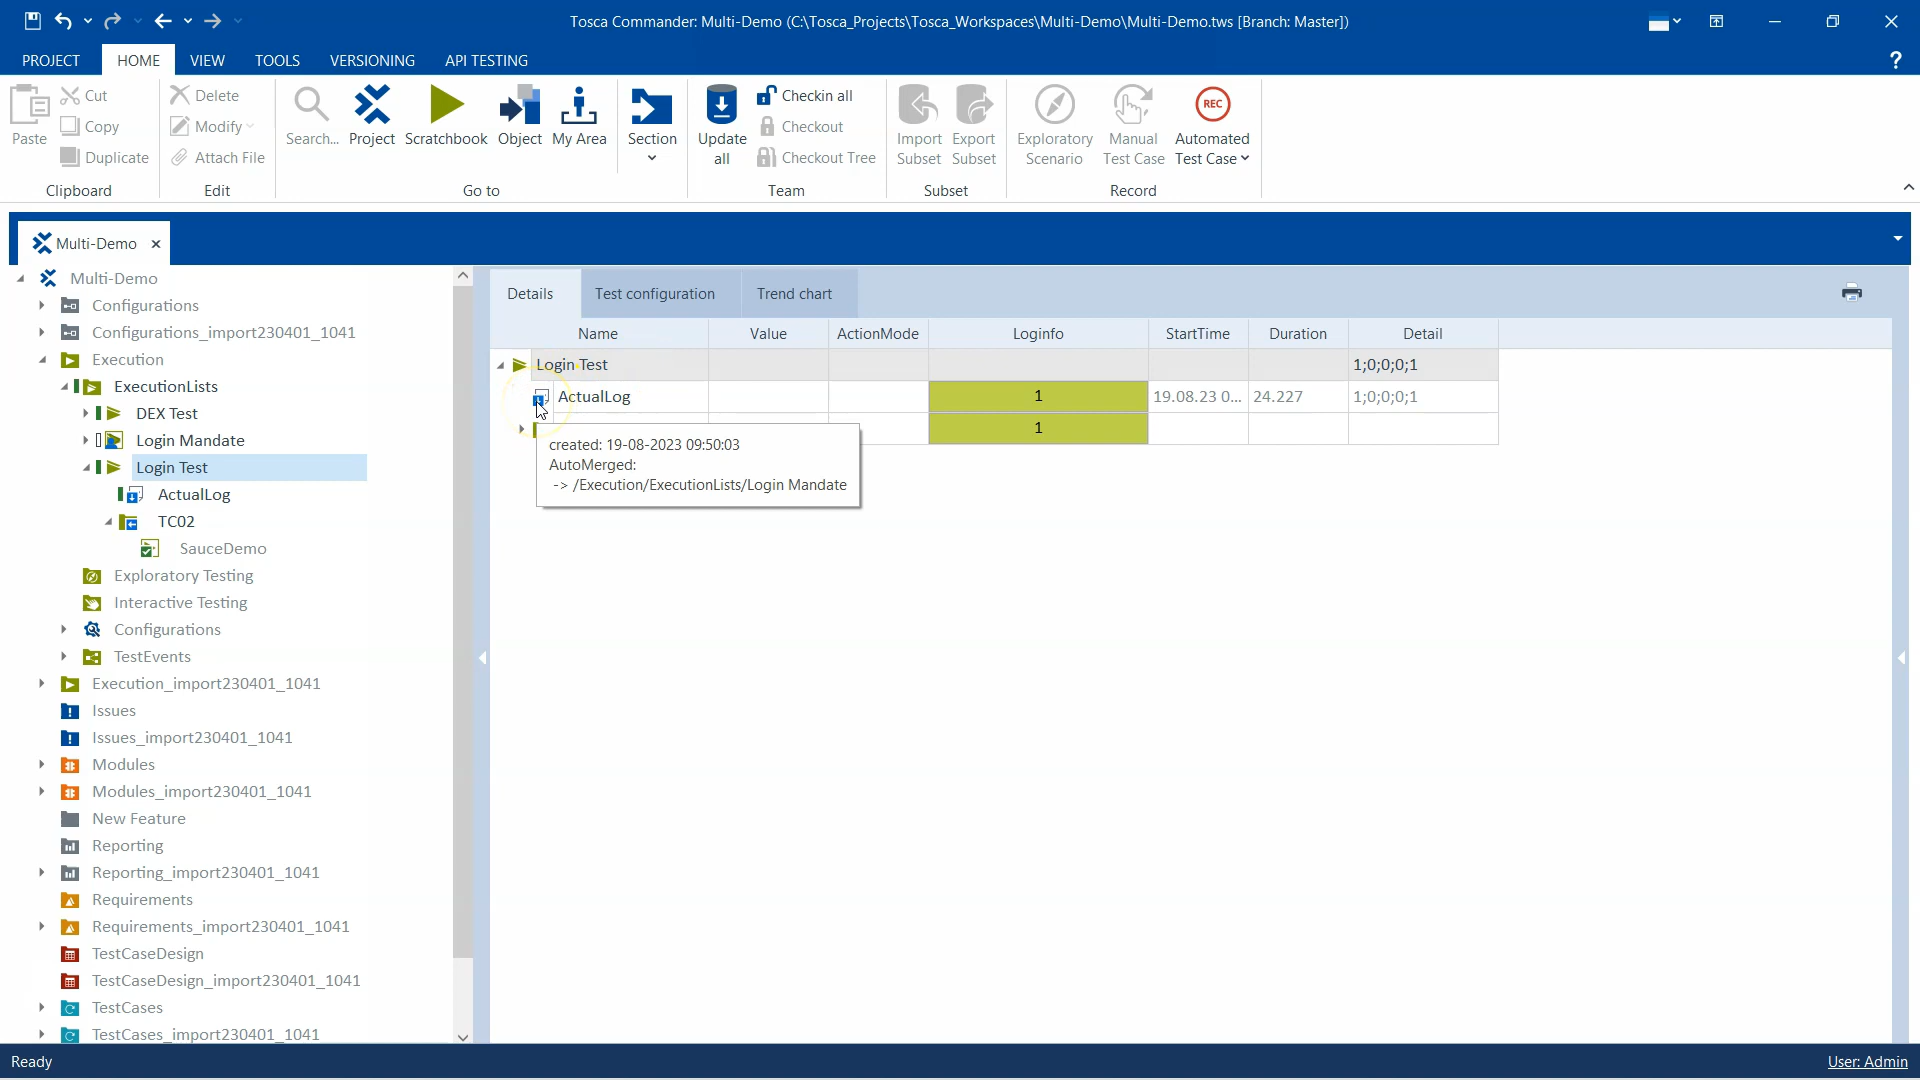 Tosca Commander: Multi-Demo (C:\Tosca_Projects\Tosca_Workspaces\Multi-Demo\Multi-Demo.tws [Branch: Master])
PROJECT HOME VIEW TOOLS VERSIONING API TESTING ?
Paste
Cut
Copy
Duplicate
Clipboard
Delete
Modify
Attach File
Edit
Search...
Project
Scratchbook
Object
My Area
Go to
Section
Update all
Checkin all
Checkout
Checkout Tree
Team
Import Subset
Export Subset
Subset
Exploratory Scenario
Manual Test Case
REC
Automated Test Case
Record
Multi-Demo ×
Multi-Demo
Configurations
Configurations_import230401_1041
Execution
ExecutionLists
DEX Test
Login Mandate
Login Test
ActualLog
TC02
SauceDemo
Exploratory Testing
Interactive Testing
Configurations
TestEvents
Execution_import230401_1041
Issues
Issues_import230401_1041
Modules
Modules_import230401_1041
New Feature
Reporting
Reporting_import230401_1041
Requirements
Requirements_import230401_1041
TestCaseDesign
TestCaseDesign_import230401_1041
TestCases
TestCases_import230401_1041
Details Test configuration Trend chart
Name Value ActionMode Loginfo StartTime Duration Detail
Login Test 1;0;0;0;1
ActualLog 1 19.08.23 0... 24.227 1;0;0;0;1
1
created: 19-08-2023 09:50:03
AutoMerged:
-> /Execution/ExecutionLists/Login Mandate
Ready
User: Admin